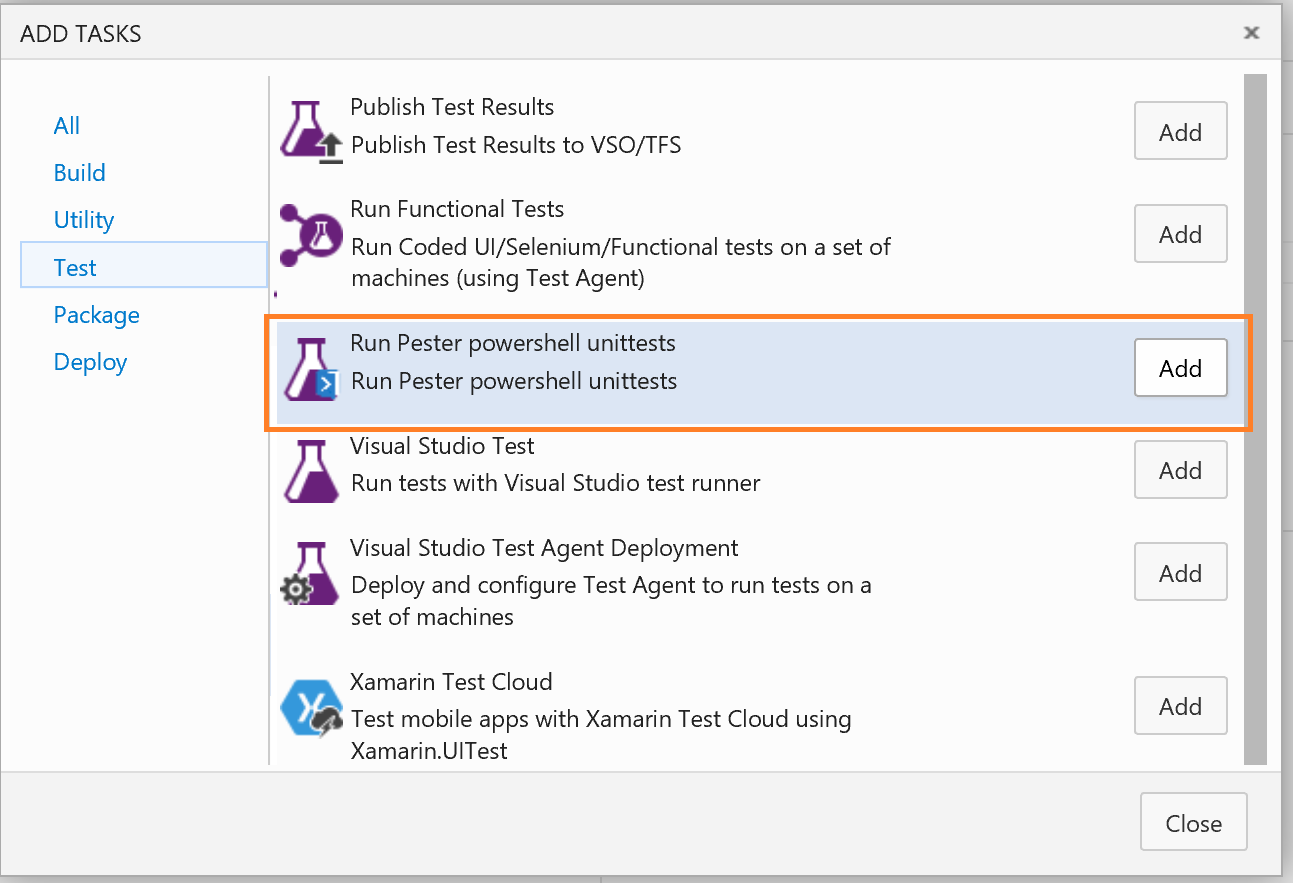 ADD TASKS
All
Build
Utility
Test
Package
Deploy
Publish Test Results
Publish Test Results to VSO/TFS
Add
Run Functional Tests
Run Coded UI/Selenium/Functional tests on a set of
machines (using Test Agent)
Add
Run Pester powershell unittests
Run Pester powershell unittests
Add
Visual Studio Test
Run tests with Visual Studio test runner
Add
Visual Studio Test Agent Deployment
Deploy and configure Test Agent to run tests on a
set of machines
Add
Xamarin Test Cloud
Test mobile apps with Xamarin Test Cloud using
Xamarin.UITest
Add
Close